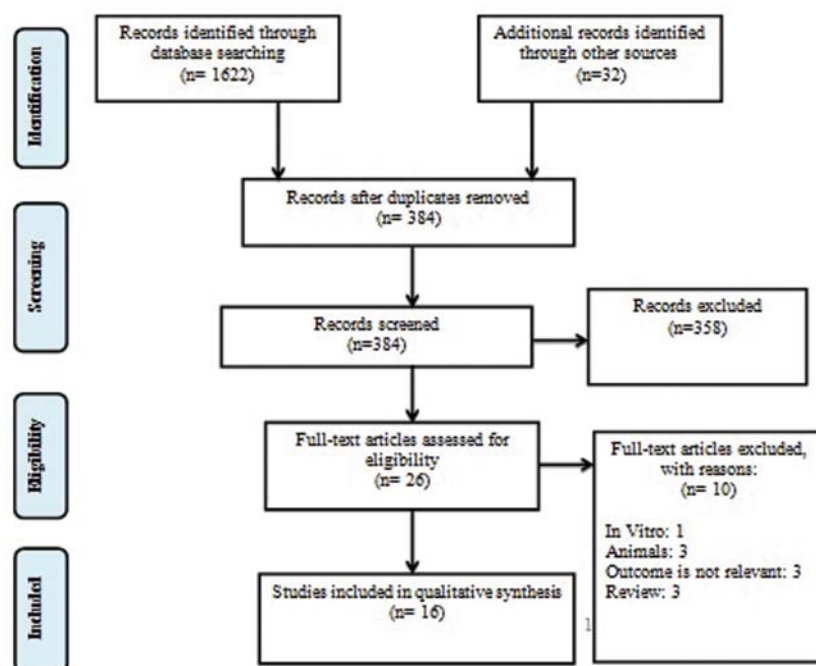 Identification
Records identified through
database searching
(n= 1622)
Additional records identified
through other sources
(n=32)
Records after duplicates removed
(n= 384)
Screening
Records screened
(n=384)
Records excluded
(n=358)
Eligibility
Full-text articles assessed for
eligibility
(n= 26)
Full-text articles excluded,
with reasons:
(n= 10)
In Vitro: 1
Animals: 3
Outcome is not relevant: 3
Review: 3
Included
Studies included in qualitative synthesis
(n= 16)
1